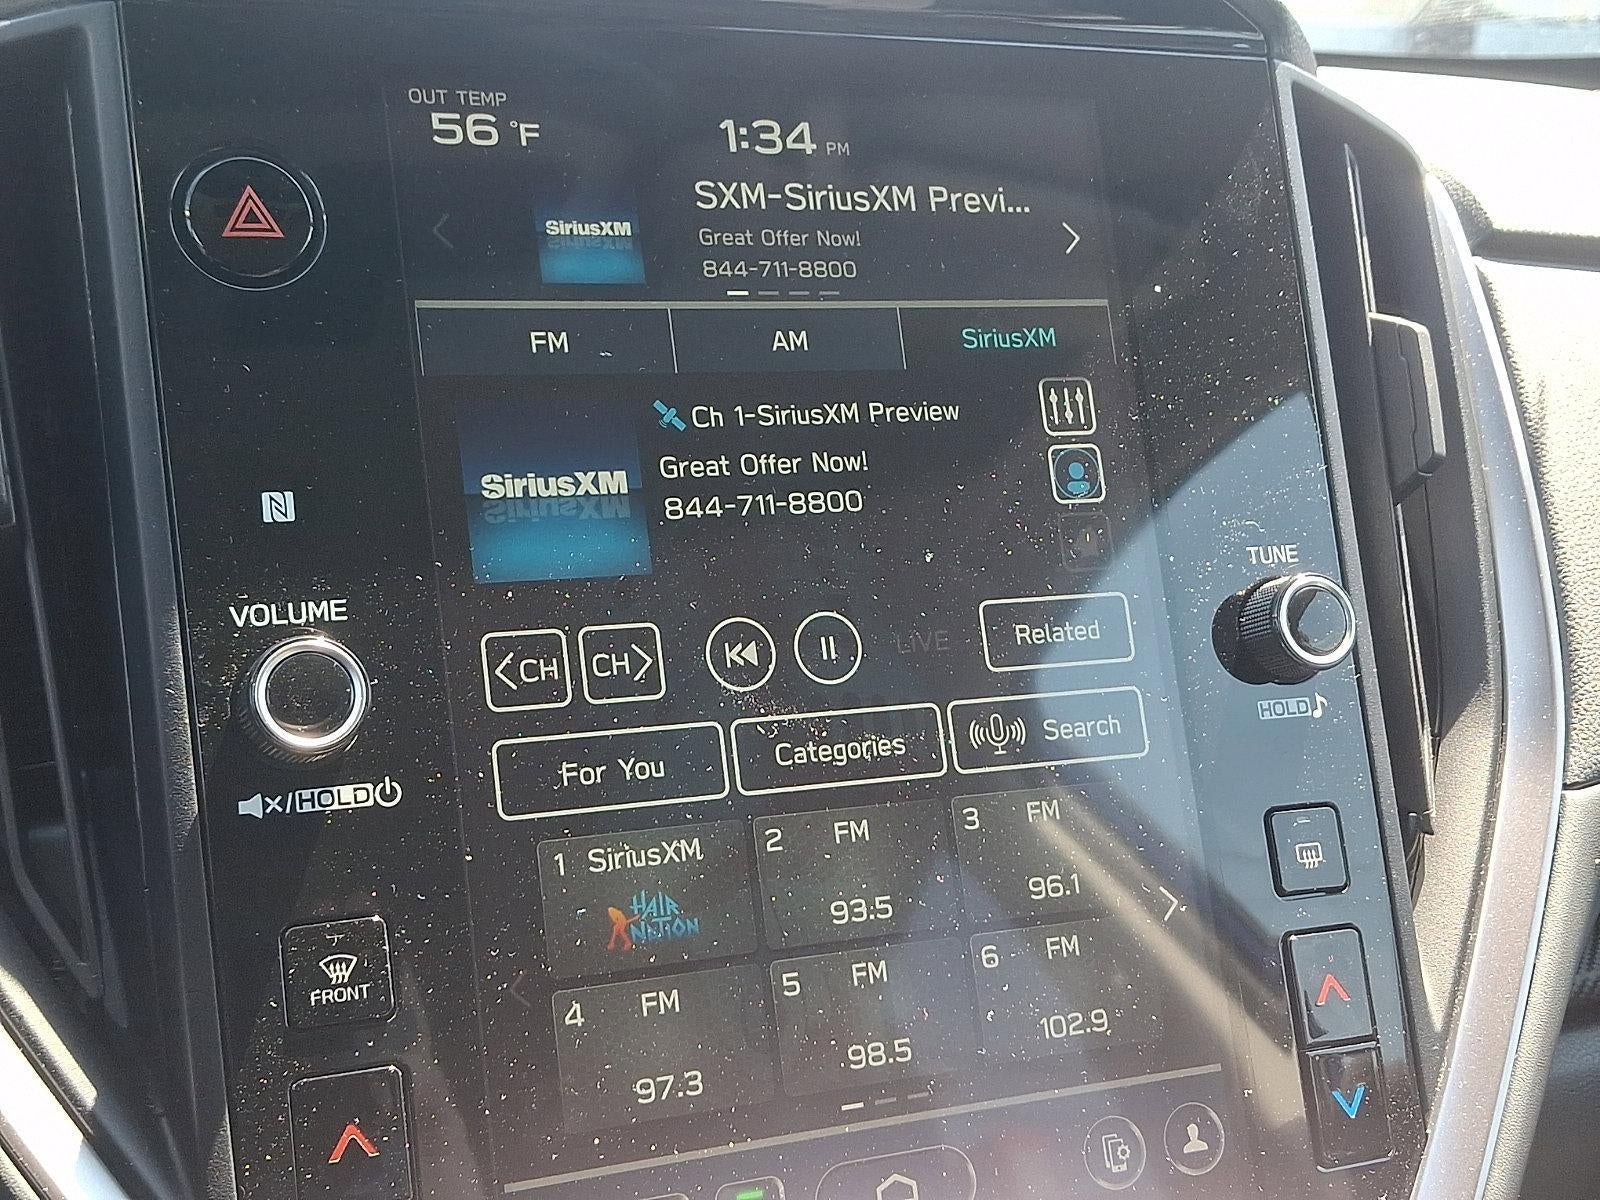 OUT TEMP
56 °F
1:34 PM
SiriusXM
SXM-SiriusXM Previ...
Great Offer Now!
844-711-8800
FM
AM
SiriusXM
SiriusXM
Ch 1-SiriusXM Preview
Great Offer Now!
844-711-8800
VOLUME
TUNE
CH
CH
LIVE
Related
HOLD
For You
Categories
Search
/HOLD
1 SiriusXM
HAIR NATION
2 FM
93.5
3 FM
96.1
FRONT
4 FM
97.3
5 FM
98.5
6 FM
102.9